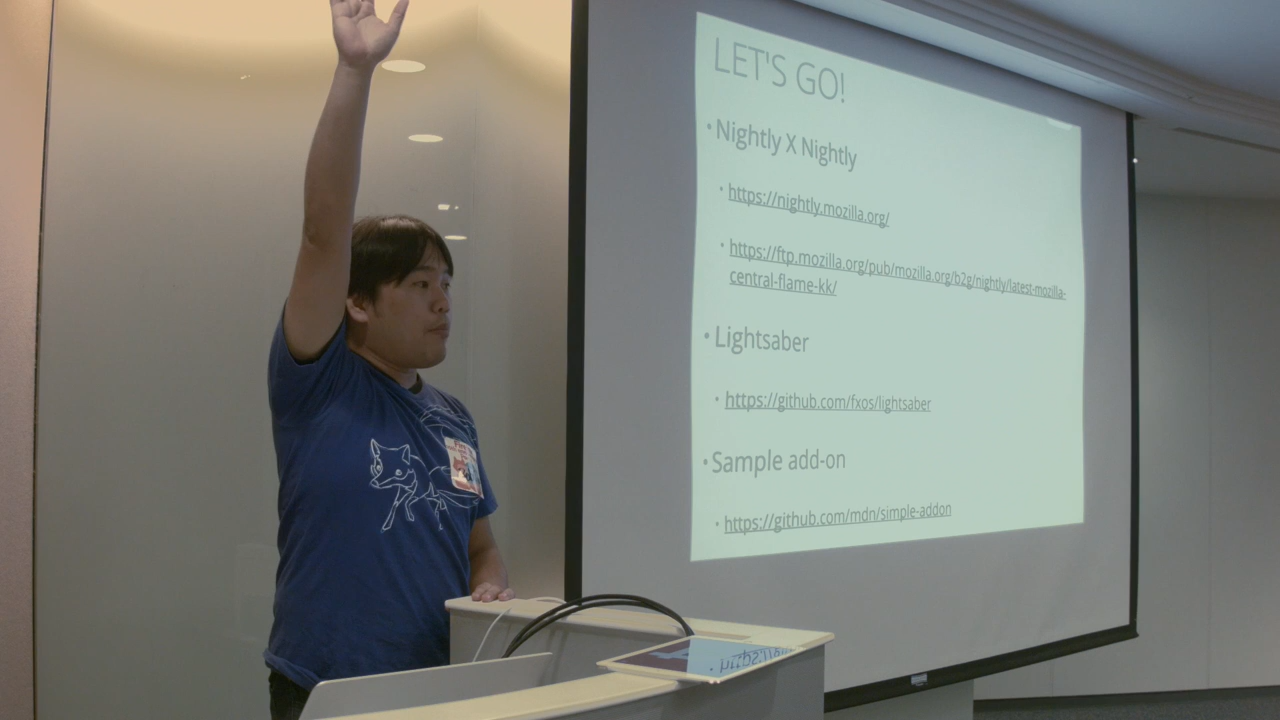 LET'S GO!
• Nightly X Nightly
• https://nightly.mozilla.org/
• https://ftp.mozilla.org/pub/mozilla.org/b2g/nightly/latest-mozilla-
central-flame-kk/
• Lightsaber
• https://github.com/fxos/lightsaber
• Sample add-on
• https://github.com/mdn/simple-addon